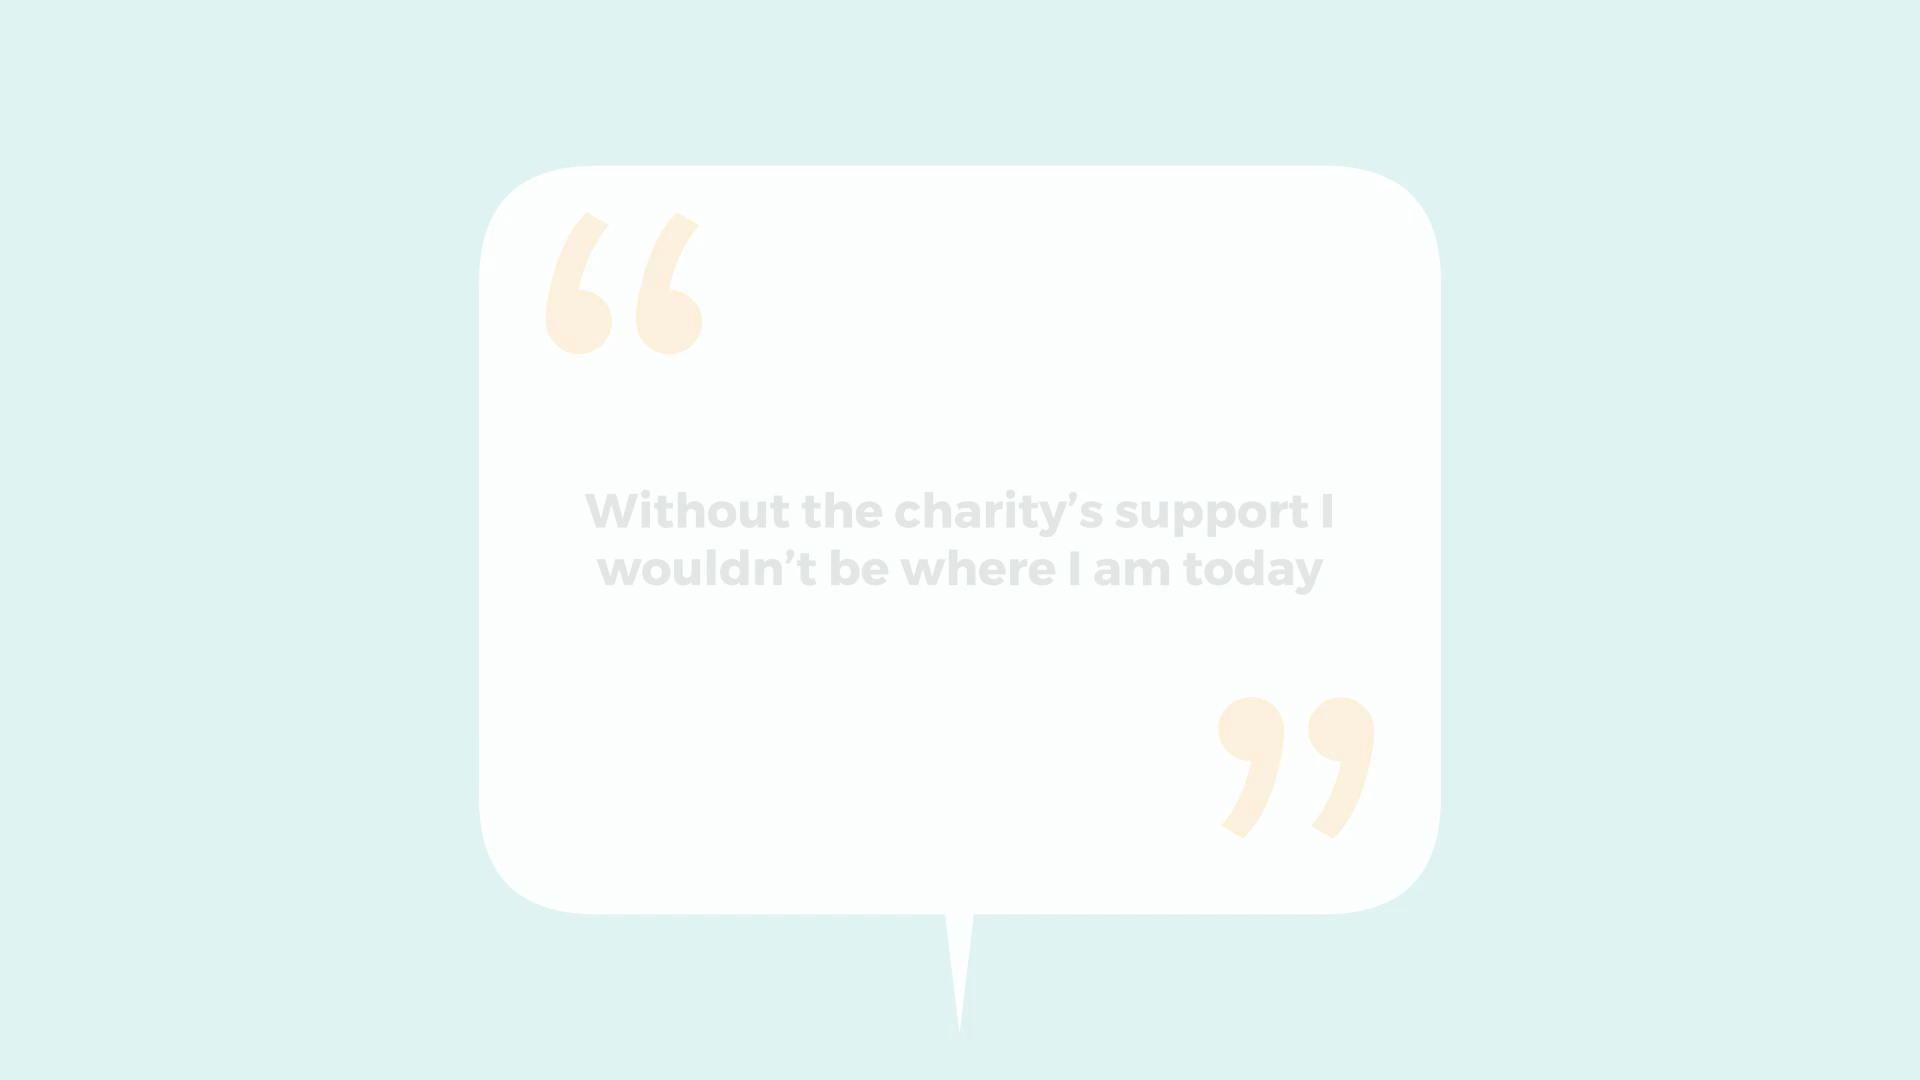 “
Without the charity’s support I
wouldn’t be where I am today
”